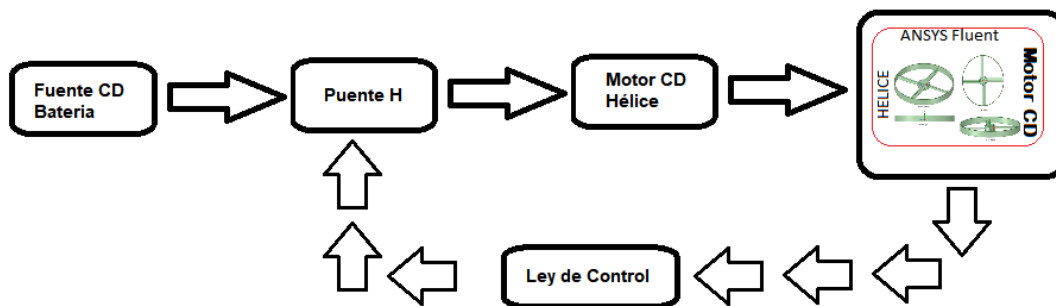 Fuente CD
Bateria
Puente H
Motor CD
Hélice
ANSYS Fluent
HELICE
Motor CD
Ley de Control